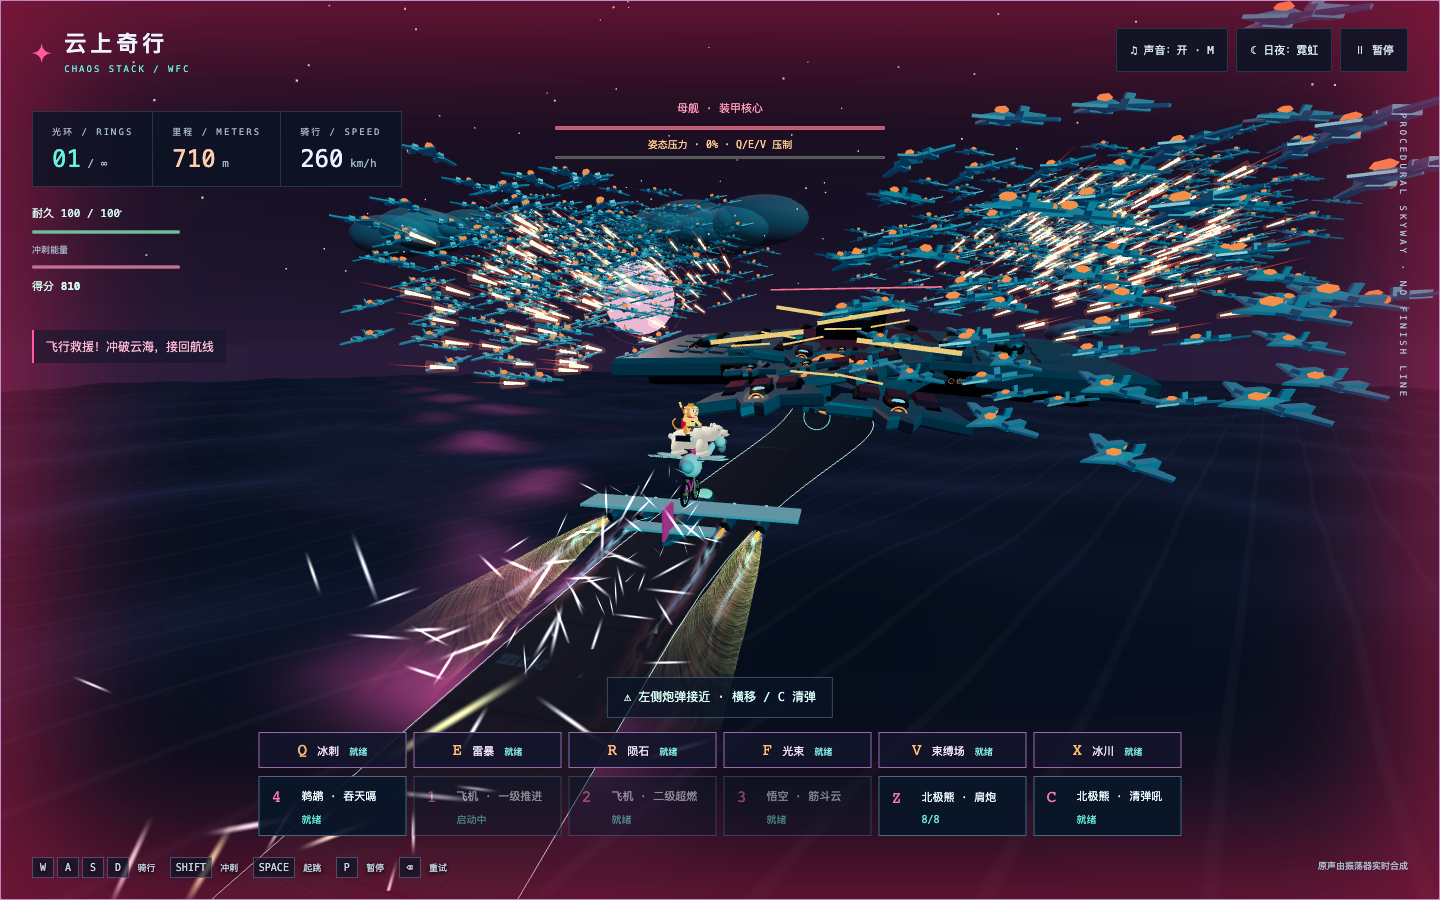 云上奇行
CHAOS STACK / WFC
♫ 声音: 开 · M
☾ 日夜: 霓虹
Ⅱ 暂停
光环 / RINGS
01 / ∞
里程 / METERS
710 m
骑行 / SPEED
260 km/h
母舰 · 装甲核心
姿态压力 · 0% · Q/E/V 压制
耐久 100 / 100
冲刺能量
得分 810
飞行救援! 冲破云海, 接回航线
PROCEDURAL SKYWAY · NO FINISH LINE
⚠ 左侧炮弹接近 · 横移 / C 清弹
Q 冰刺 就绪
E 雷暴 就绪
R 陨石 就绪
F 光束 就绪
V 束缚场 就绪
X 冰川 就绪
4 鹈鹕 · 吞天嗝
就绪
1 飞机 · 一级推进
启动中
2 飞机 · 二级超燃
就绪
3 悟空 · 筋斗云
就绪
Z 北极熊 · 肩炮
8/8
C 北极熊 · 清弹吼
就绪
W A S D 骑行 SHIFT 冲刺 SPACE 起跳 P 暂停 ⌫ 重试
原声由振荡器实时合成